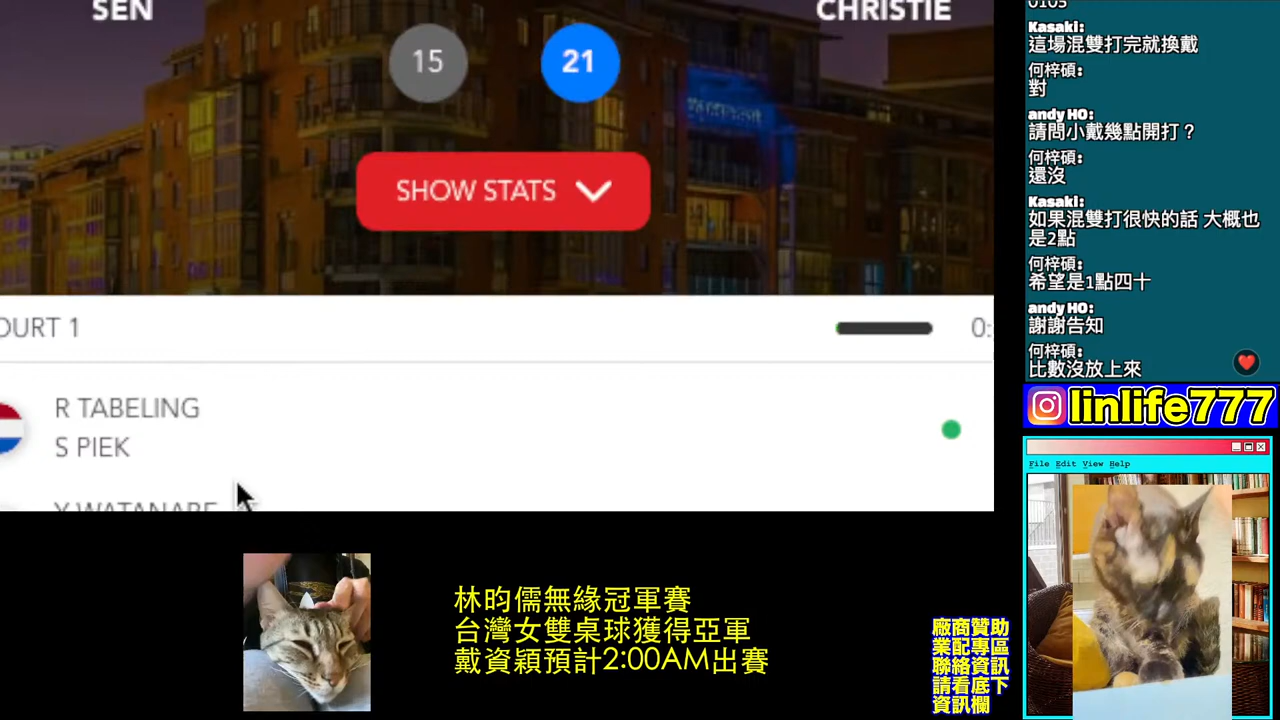 SEN
CHRISTIE
15
21
SHOW STATS
OURT 1
0:
R TABELING
S PIEK
Y WATANABE
0105
Kasaki:
這場混雙打完就換戴
何梓碩:
對
andy HO:
請問小戴幾點開打？
何梓碩:
還沒
Kasaki:
如果混雙打很快的話 大概也
是2點
何梓碩:
希望是1點四十
andy HO:
謝謝告知
何梓碩:
比數沒放上來
linlife777
File Edit View Help
林昀儒無緣冠軍賽
台灣女雙桌球獲得亞軍
戴資穎預計2:00AM出賽
廠商贊助
業配專區
聯絡資訊
請看底下
資訊欄